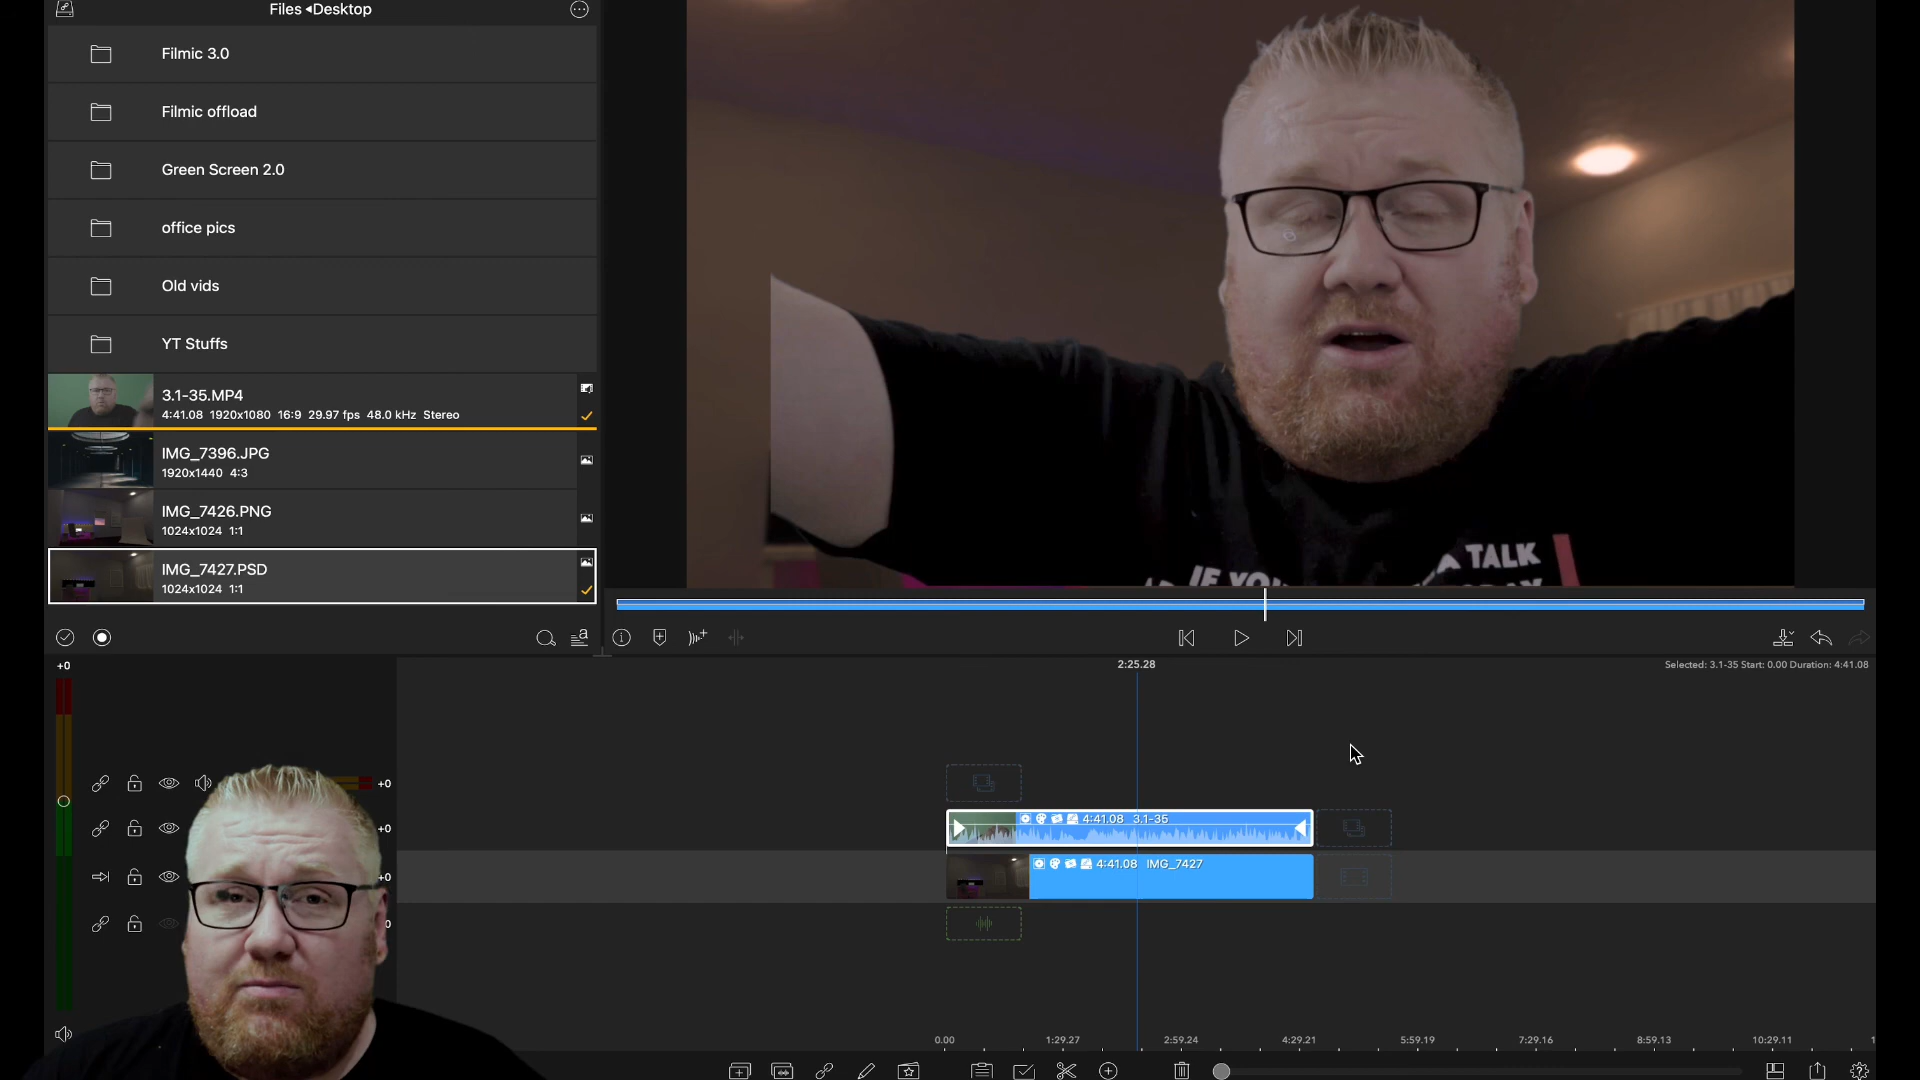 Files ◂Desktop
Filmic 3.0
Filmic offload
Green Screen 2.0
office pics
Old vids
YT Stuffs
3.1-35.MP4
4:41.08 1920x1080 16:9 29.97 fps 48.0 kHz Stereo
IMG_7396.JPG
1920x1440 4:3
IMG_7426.PNG
1024x1024 1:1
IMG_7427.PSD
1024x1024 1:1
TALK
IF YOU
+0
2:25.28
Selected: 3.1-35 Start: 0.00 Duration: 4:41.08
+0
+0
4:41.08 3.1-35
+0
4:41.08 IMG_7427
0
0.00 1:29.27 2:59.24 4:29.21 5:59.19 7:29.16 8:59.13 10:29.11 1